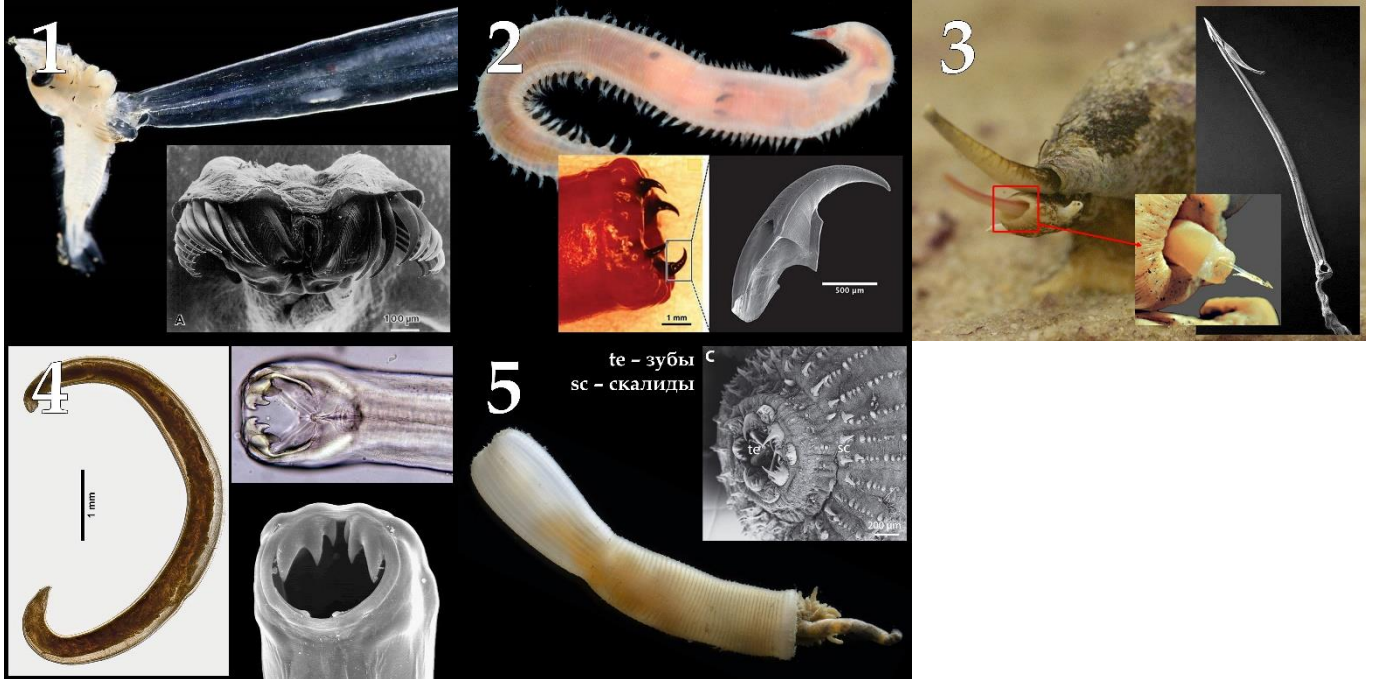 1
A
100 µm
2
1 mm
500 µm
3
4
1 mm
5
te – зубы
sc – скалиды
C
te
sc
200 µm